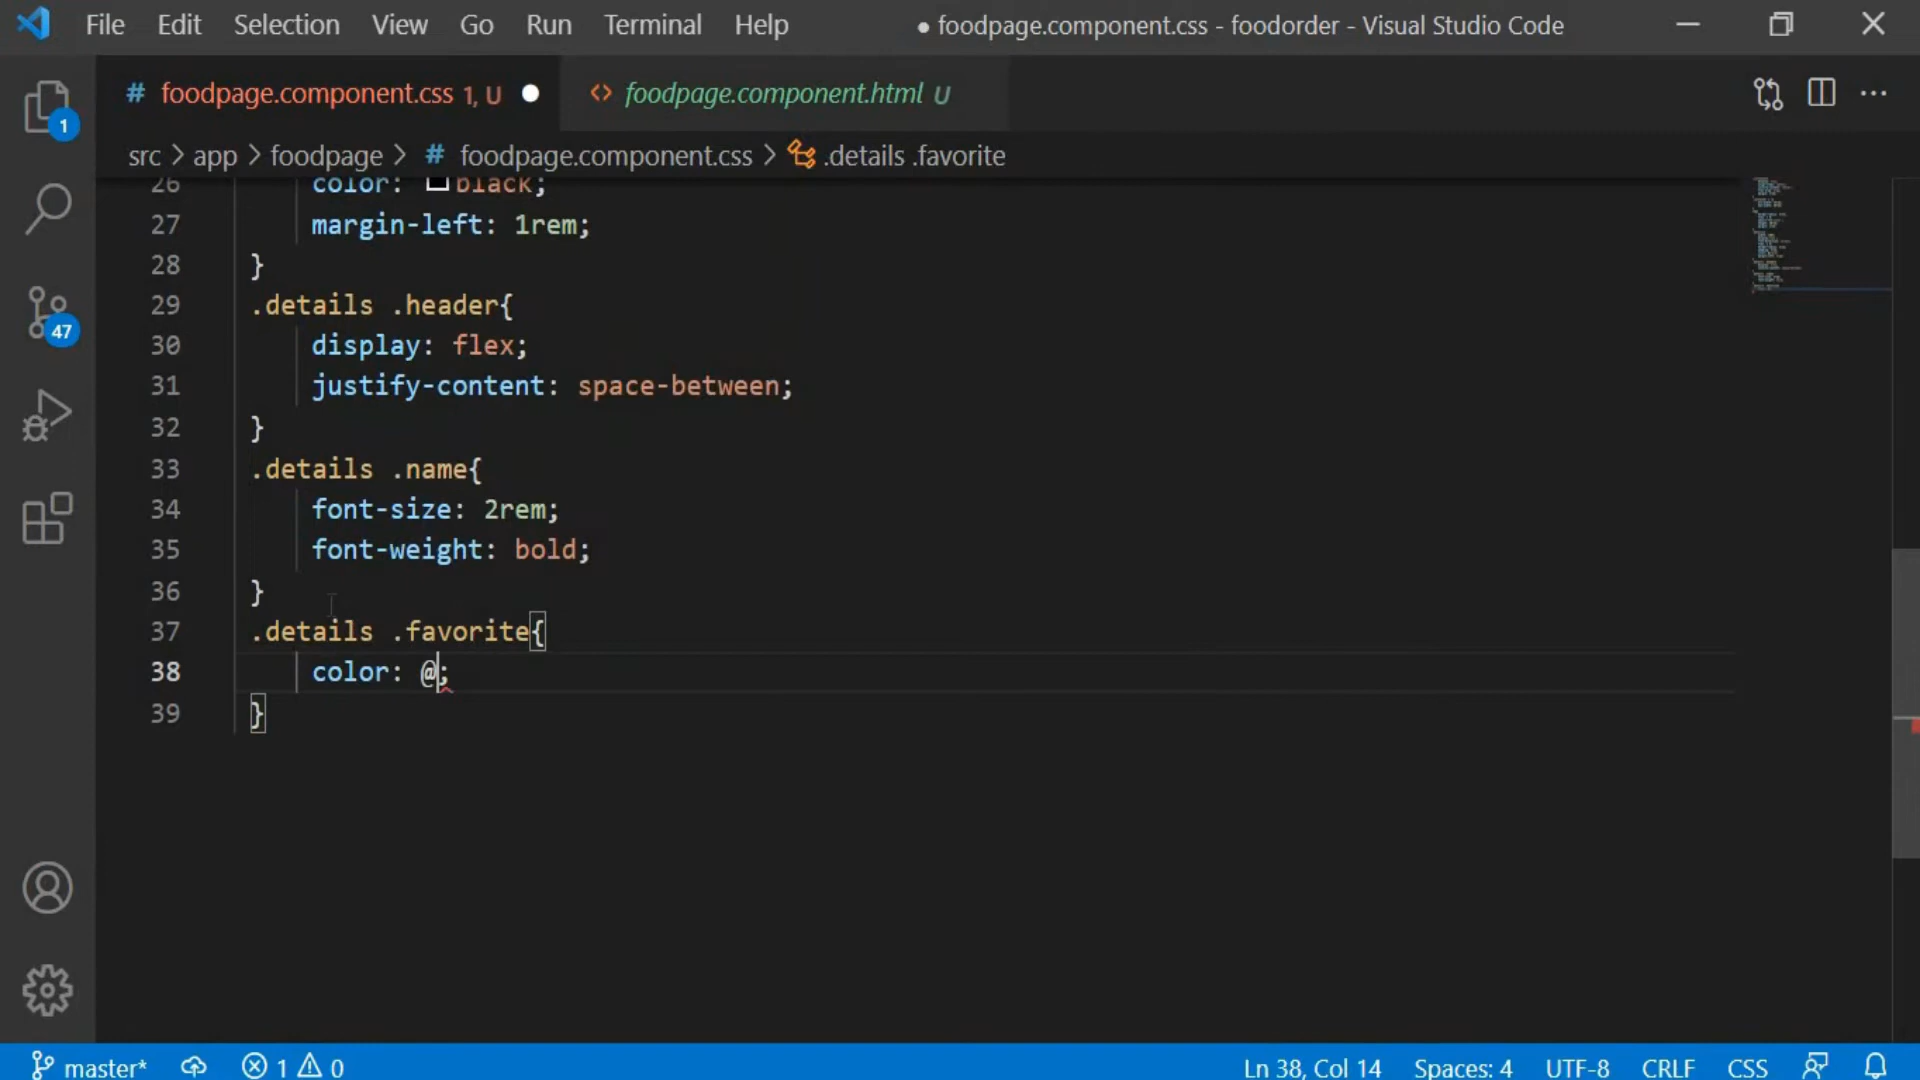 File Edit Selection View Go Run Terminal Help ● foodpage.component.css - foodorder - Visual Studio Code
# foodpage.component.css 1, U ● <> foodpage.component.html U
src > app > foodpage > # foodpage.component.css > .details .favorite
26 color: black;
27 margin-left: 1rem;
28 }
29 .details .header{
30 display: flex;
31 justify-content: space-between;
32 }
33 .details .name{
34 font-size: 2rem;
35 font-weight: bold;
36 }
37 .details .favorite{
38 color: @;
39 }
1
47
master* 1 0 Ln 38, Col 14 Spaces: 4 UTF-8 CRLF CSS